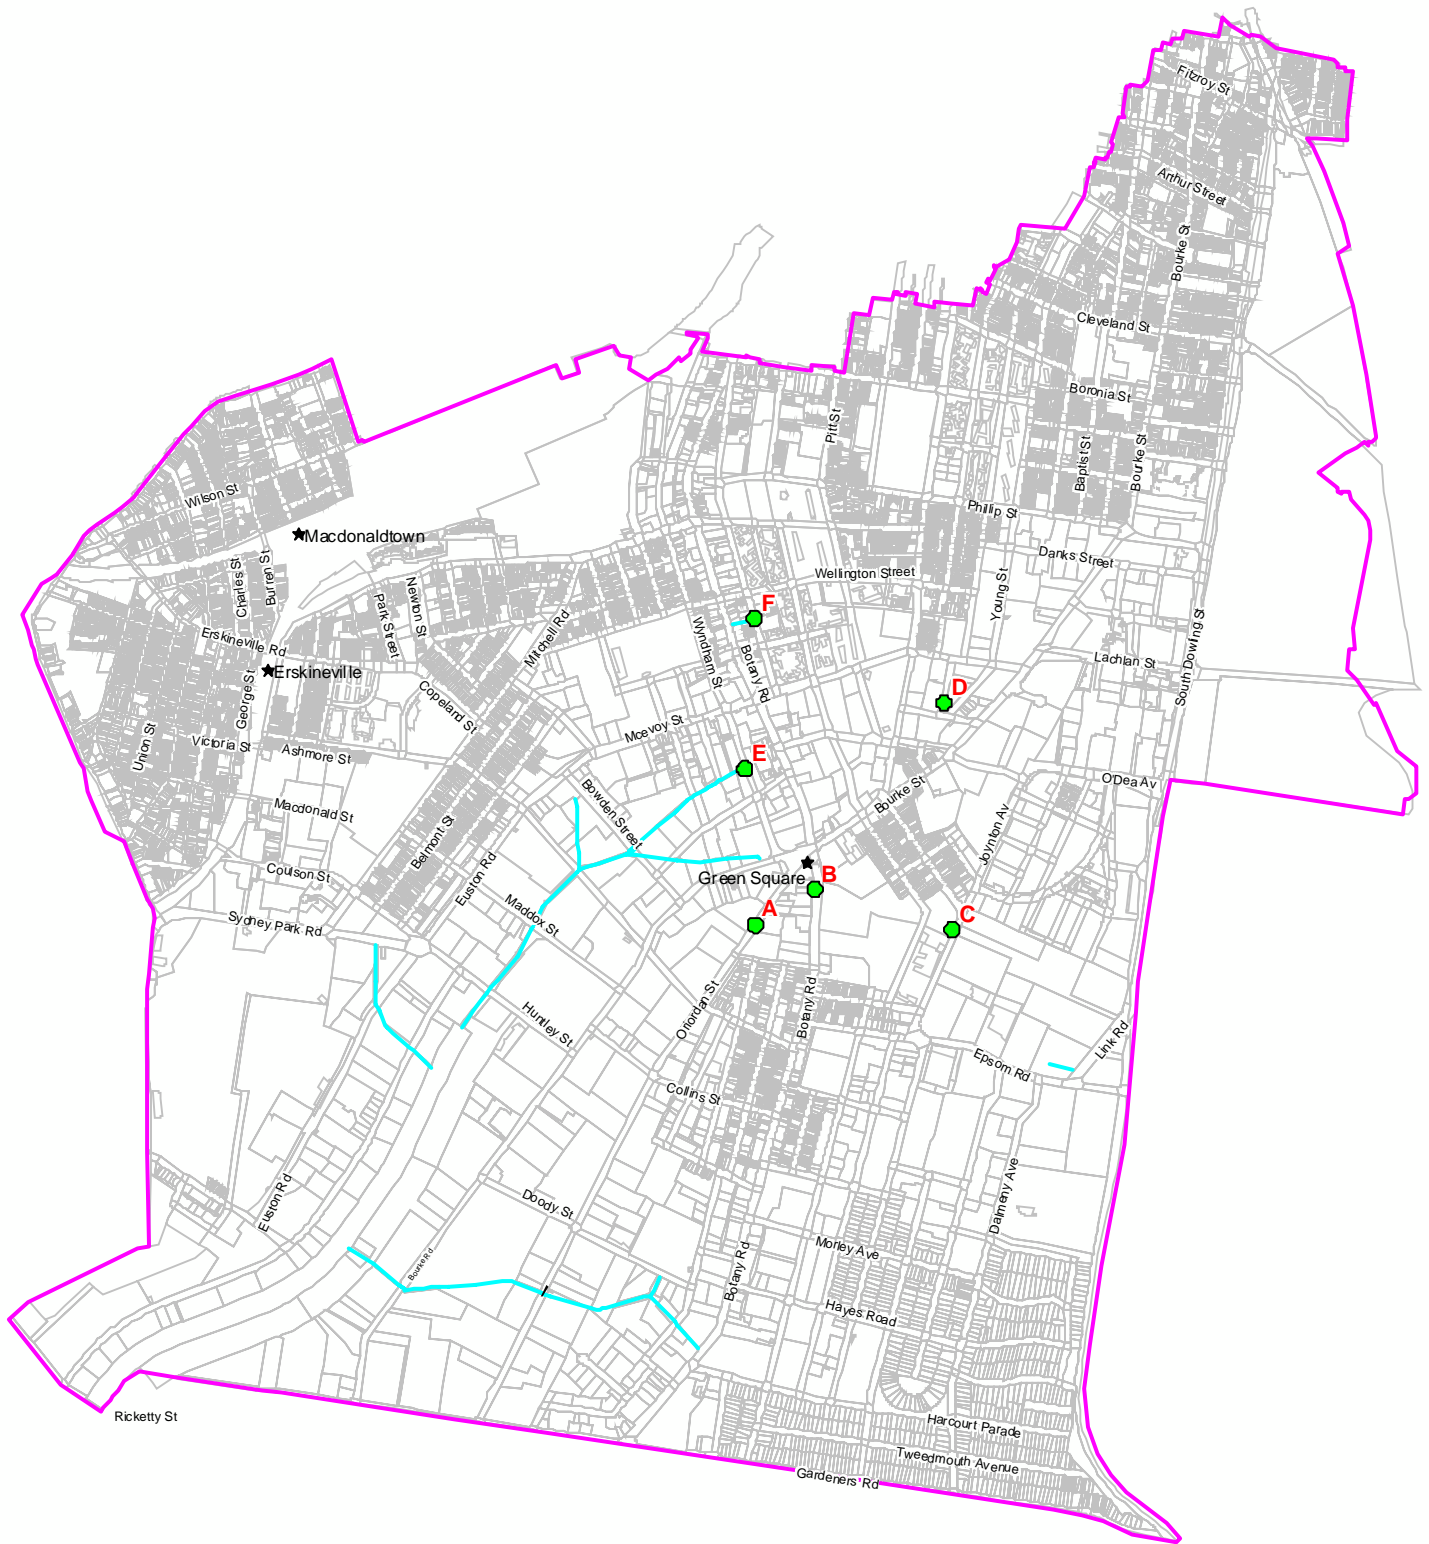 Fitzroy St
Arthur Street
Bourke St
Cleveland St
Boronia St
Pitt St
Baptist St
Bourke St
Wilson St
Phillip St
Macdonaldtown
Danks Street
Charles St
Burren St
Wellington Street
Young St
Newton St
Park Street
F
Mitchell Rd
Erskineville Rd
Wyndham St
Botany Rd
South Dowling St
Lachlan St
Erskineville
George St
Copeland St
D
Mcevoy St
Union St
Victoria St
Ashmore St
E
O'Dea Av
Bourke St
Macdonald St
Bowden Street
Joynton Av
Belmont St
Coulson St
Euston Rd
Green Square
B
Maddox St
A
C
Sydney Park Rd
Oriordan St
Botany Rd
Huntley St
Link Rd
Epsom Rd
Collins St
Euston Rd
Doody St
Dalmeny Ave
Morley Ave
Bourke Rd
Botany Rd
Hayes Road
Ricketty St
Harcourt Parade
Tweedmouth Avenue
Gardeners Rd